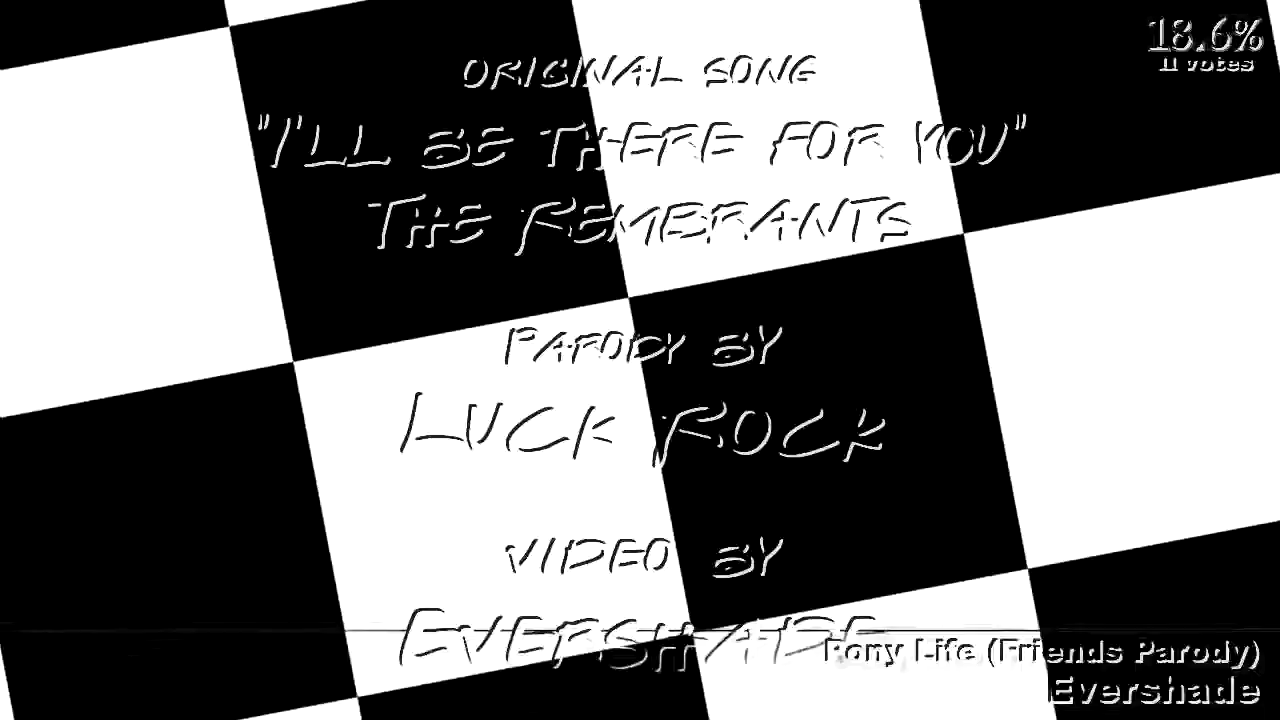 18.6%
11 votes
ORIGINAL SONG
"I'LL BE THERE FOR YOU"
THE REMBRANTS
PARODY BY
LUCK ROCK
VIDEO BY
EVERSHADE
Pony Life (Friends Parody)
Evershade